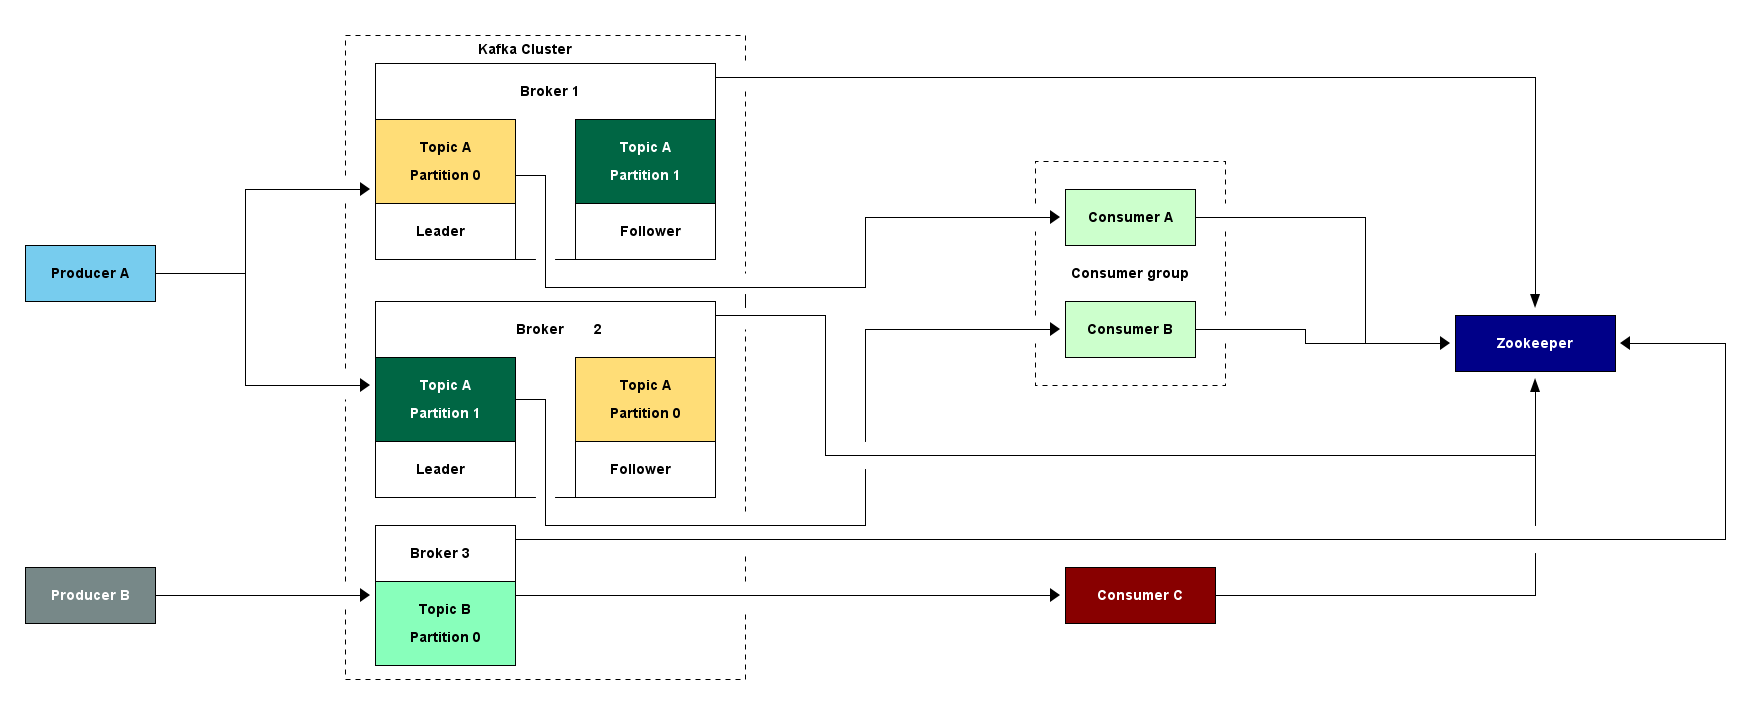 Kafka Cluster
Broker 1
Topic A
Partition 0
Leader
Topic A
Partition 1
Follower
Producer A
Broker 2
Topic A
Partition 1
Leader
Topic A
Partition 0
Follower
Producer B
Broker 3
Topic B
Partition 0
Consumer A
Consumer group
Consumer B
Consumer C
Zookeeper